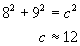 8² + 9² = c²
c ≈ 12